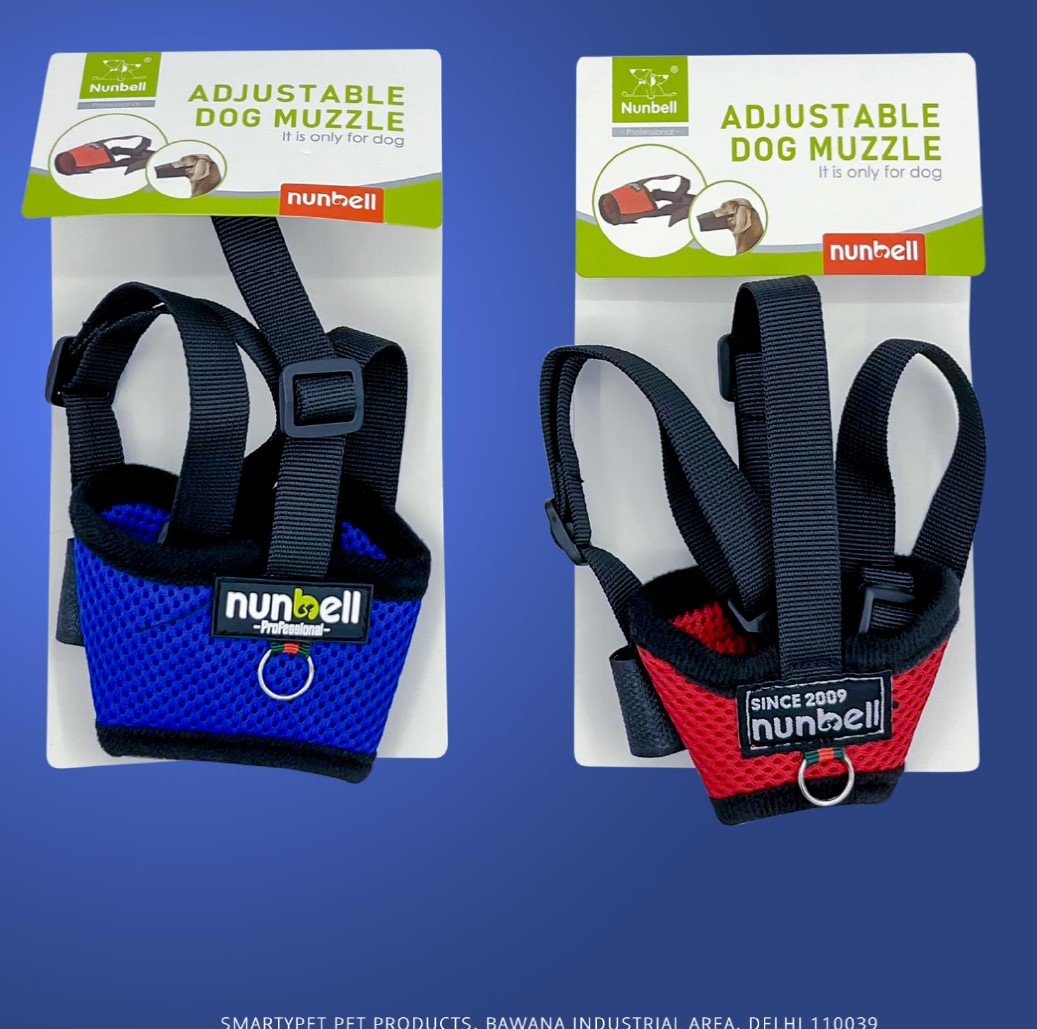 Nunbell
Professional
ADJUSTABLE
DOG MUZZLE
It is only for dog
nunbell
nunbell
-Professional-
Nunbell
Professional
ADJUSTABLE
DOG MUZZLE
It is only for dog
nunbell
SINCE 2009
nunbell
SMARTYPET PET PRODUCTS, BAWANA INDUSTRIAL AREA, DELHI 110039